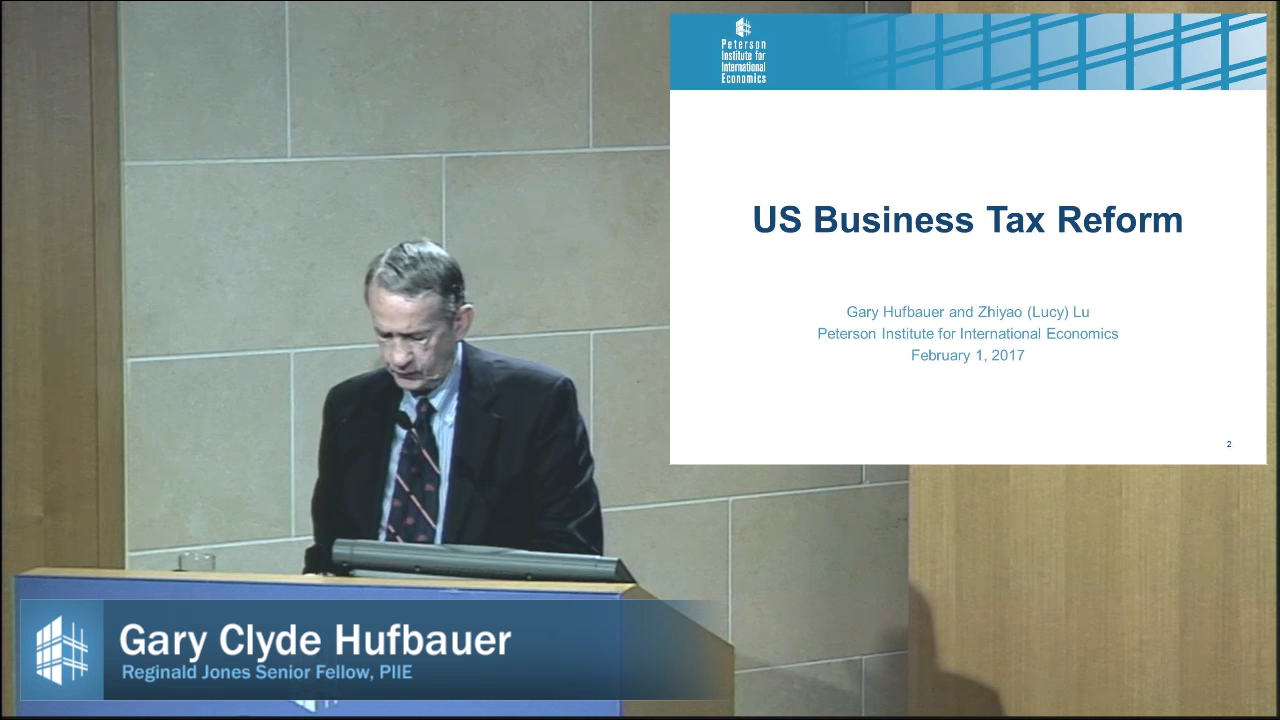 Peterson
Institute for
International
Economics
US Business Tax Reform
Gary Hufbauer and Zhiyao (Lucy) Lu
Peterson Institute for International Economics
February 1, 2017
2
Gary Clyde Hufbauer
Reginald Jones Senior Fellow, PIIE